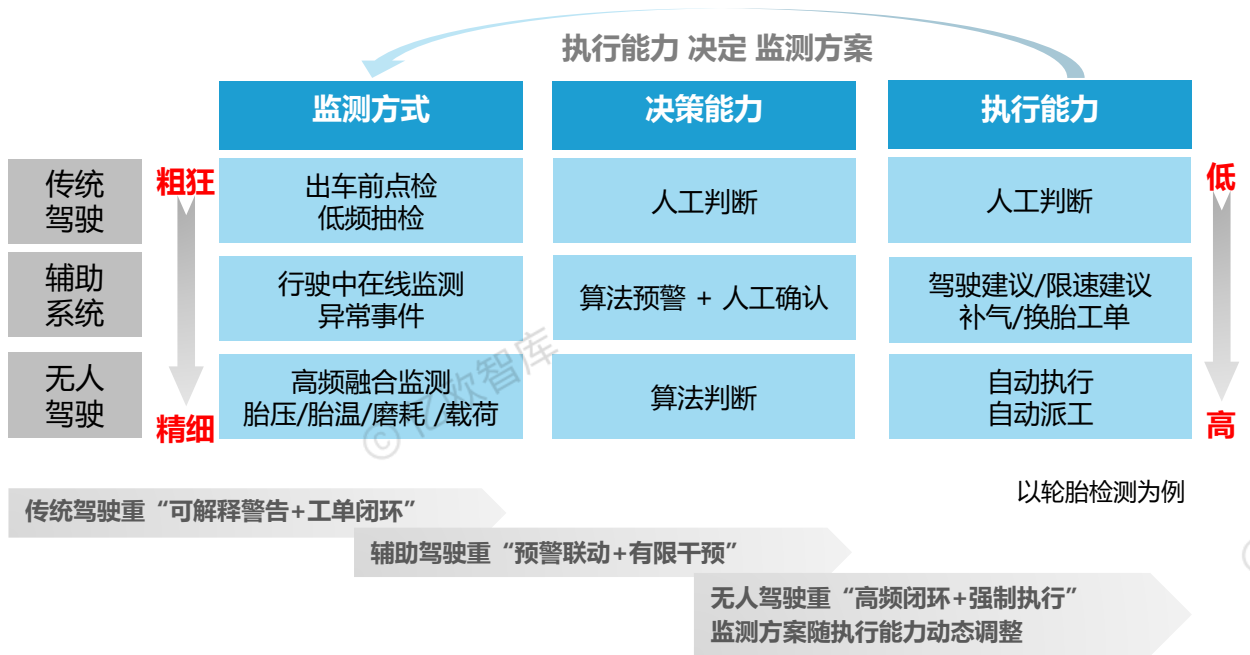 执行能力 决定 监测方案
监测方式
决策能力
执行能力
传统
驾驶
粗狂
出车前点检
低频抽检
人工判断
人工判断
低
辅助
系统
行驶中在线监测
异常事件
算法预警 + 人工确认
驾驶建议/限速建议
补气/换胎工单
无人
驾驶
精细
高频融合监测
胎压/胎温/磨耗 /载荷
算法判断
自动执行
自动派工
高
© 亿欧智库
以轮胎检测为例
传统驾驶重“可解释警告+工单闭环”
辅助驾驶重“预警联动+有限干预”
无人驾驶重“高频闭环+强制执行”
监测方案随执行能力动态调整